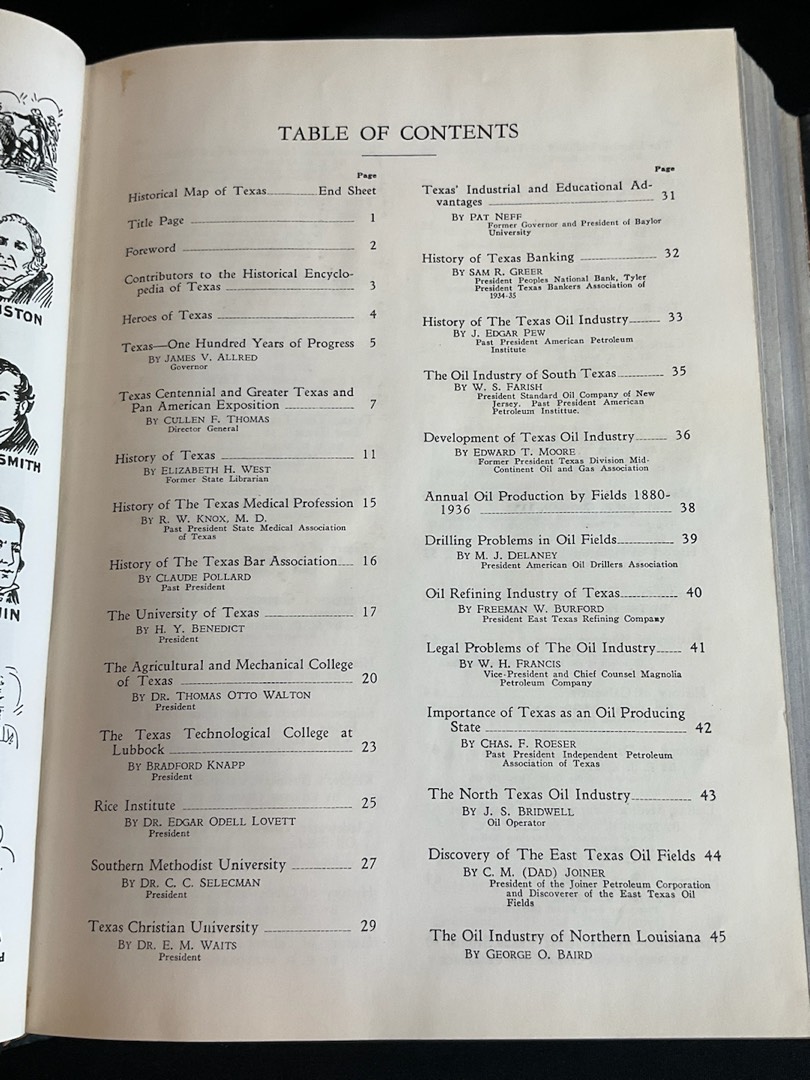 USTON
SMITH
TABLE OF CONTENTS
Page
Historical Map of Texas End Sheet
Title Page 1
Foreword 2
Contributors to the Historical Encyclo-
pedia of Texas 3
Heroes of Texas 4
Texas—One Hundred Years of Progress 5
BY JAMES V. ALLRED
Governor
Texas Centennial and Greater Texas and
Pan American Exposition 7
BY CULLEN F. THOMAS
Director General
History of Texas 11
BY ELIZABETH H. WEST
Former State Librarian
History of The Texas Medical Profession 15
BY R. W. KNOX, M. D.
Past President State Medical Association
of Texas
History of The Texas Bar Association 16
BY CLAUDE POLLARD
Past President
The University of Texas 17
BY H. Y. BENEDICT
President
The Agricultural and Mechanical College
of Texas 20
BY DR. THOMAS OTTO WALTON
President
The Texas Technological College at
Lubbock 23
BY BRADFORD KNAPP
President
Rice Institute 25
BY DR. EDGAR ODELL LOVETT
President
Southern Methodist University 27
BY DR. C. C. SELECMAN
President
Texas Christian University 29
BY DR. E. M. WAITS
President
Page
Texas' Industrial and Educational Ad-
vantages 31
BY PAT NEFF
Former Governor and President of Baylor
University
History of Texas Banking 32
BY SAM R. GREER
President Peoples National Bank, Tyler
President Texas Bankers Association of
1934-35
History of The Texas Oil Industry 33
BY J. EDGAR PEW
Past President American Petroleum
Institute
The Oil Industry of South Texas 35
BY W. S. FARISH
President Standard Oil Company of New
Jersey. Past President American
Petroleum Instittue.
Development of Texas Oil Industry 36
BY EDWARD T. MOORE
Former President Texas Division Mid-
Continent Oil and Gas Association
Annual Oil Production by Fields 1880-
1936 38
Drilling Problems in Oil Fields 39
BY M. J. DELANEY
President American Oil Drillers Association
Oil Refining Industry of Texas 40
BY FREEMAN W. BURFORD
President East Texas Refining Company
Legal Problems of The Oil Industry 41
BY W. H. FRANCIS
Vice-President and Chief Counsel Magnolia
Petroleum Company
Importance of Texas as an Oil Producing
State 42
BY CHAS. F. ROESER
Past President Independent Petroleum
Association of Texas
The North Texas Oil Industry 43
BY J. S. BRIDWELL
Oil Operator
Discovery of The East Texas Oil Fields 44
BY C. M. (DAD) JOINER
President of the Joiner Petroleum Corporation
and Discoverer of the East Texas Oil
Fields
The Oil Industry of Northern Louisiana 45
BY GEORGE O. BAIRD